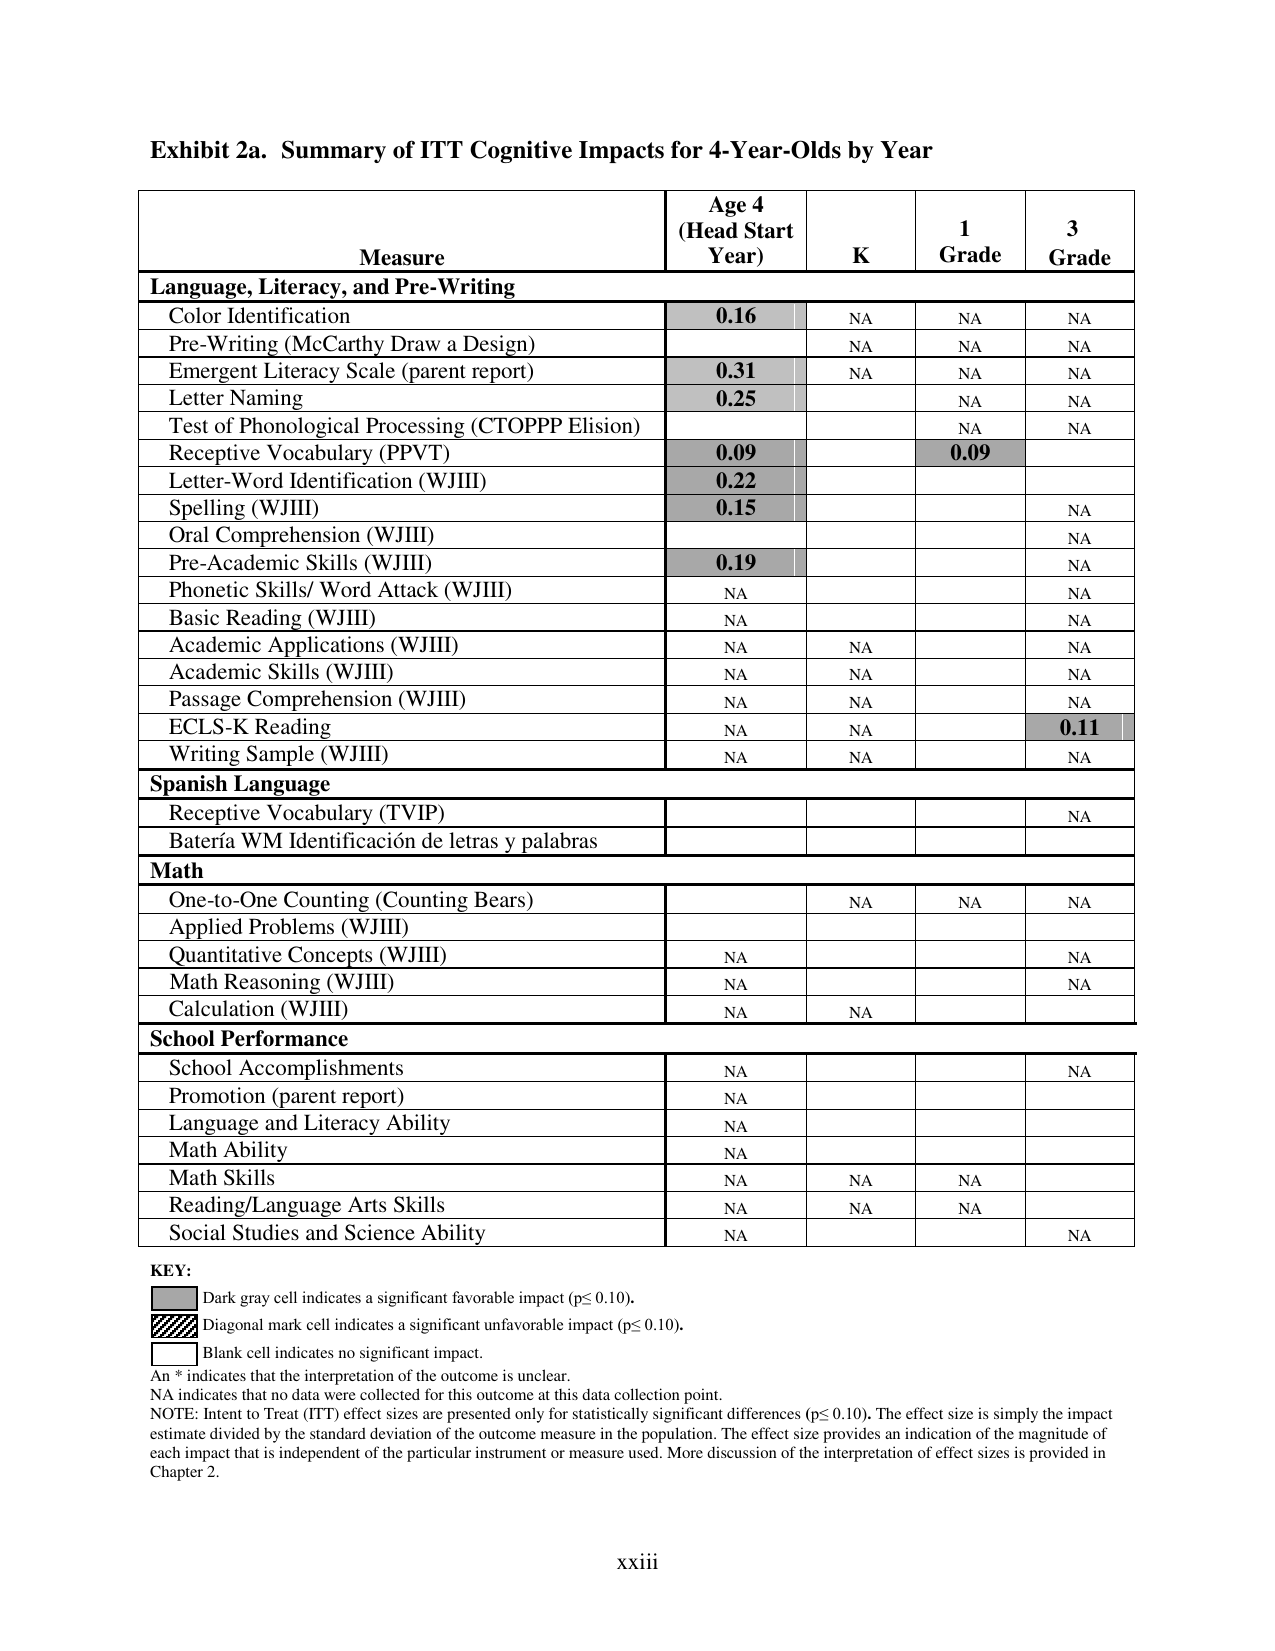 Exhibit 2a. Summary of ITT Cognitive Impacts for 4-Year-Olds by Year
Measure Age 4 (Head Start Year) K 1 Grade 3 Grade
Language, Literacy, and Pre-Writing
Color Identification 0.16 NA NA NA
Pre-Writing (McCarthy Draw a Design) NA NA NA
Emergent Literacy Scale (parent report) 0.31 NA NA NA
Letter Naming 0.25 NA NA
Test of Phonological Processing (CTOPPP Elision) NA NA
Receptive Vocabulary (PPVT) 0.09 0.09
Letter-Word Identification (WJIII) 0.22
Spelling (WJIII) 0.15 NA
Oral Comprehension (WJIII) NA
Pre-Academic Skills (WJIII) 0.19 NA
Phonetic Skills/ Word Attack (WJIII) NA NA
Basic Reading (WJIII) NA NA
Academic Applications (WJIII) NA NA NA
Academic Skills (WJIII) NA NA NA
Passage Comprehension (WJIII) NA NA NA
ECLS-K Reading NA NA 0.11
Writing Sample (WJIII) NA NA NA
Spanish Language
Receptive Vocabulary (TVIP) NA
Batería WM Identificación de letras y palabras
Math
One-to-One Counting (Counting Bears) NA NA NA
Applied Problems (WJIII)
Quantitative Concepts (WJIII) NA NA
Math Reasoning (WJIII) NA NA
Calculation (WJIII) NA NA
School Performance
School Accomplishments NA NA
Promotion (parent report) NA
Language and Literacy Ability NA
Math Ability NA
Math Skills NA NA NA
Reading/Language Arts Skills NA NA NA
Social Studies and Science Ability NA NA
KEY:
Dark gray cell indicates a significant favorable impact (p≤ 0.10).
Diagonal mark cell indicates a significant unfavorable impact (p≤ 0.10).
Blank cell indicates no significant impact.
An * indicates that the interpretation of the outcome is unclear.
NA indicates that no data were collected for this outcome at this data collection point.
NOTE: Intent to Treat (ITT) effect sizes are presented only for statistically significant differences (p≤ 0.10). The effect size is simply the impact
estimate divided by the standard deviation of the outcome measure in the population. The effect size provides an indication of the magnitude of
each impact that is independent of the particular instrument or measure used. More discussion of the interpretation of effect sizes is provided in
Chapter 2.
xxiii